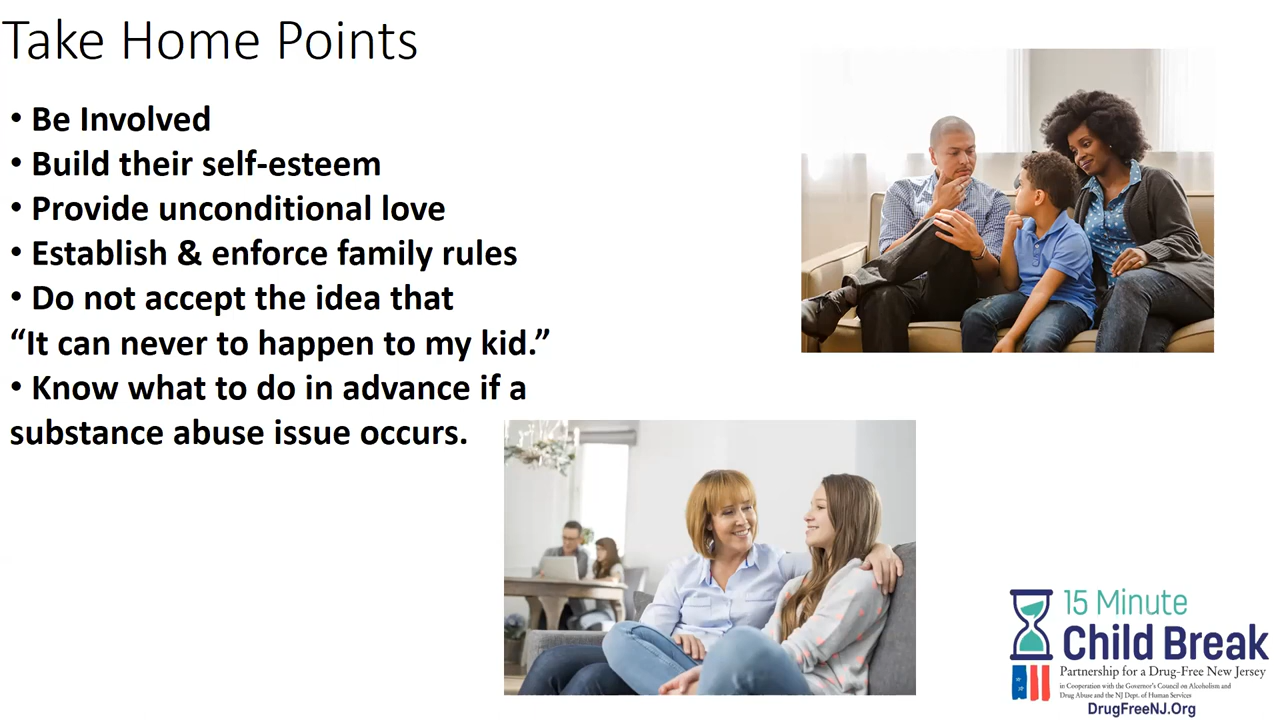 Take Home Points
• Be Involved
• Build their self-esteem
• Provide unconditional love
• Establish & enforce family rules
• Do not accept the idea that
“It can never to happen to my kid.”
• Know what to do in advance if a
substance abuse issue occurs.
15 Minute
Child Break
Partnership for a Drug-Free New Jersey
in Cooperation with the Governor's Council on Alcoholism and
Drug Abuse and the NJ Dept. of Human Services
DrugFreeNJ.Org